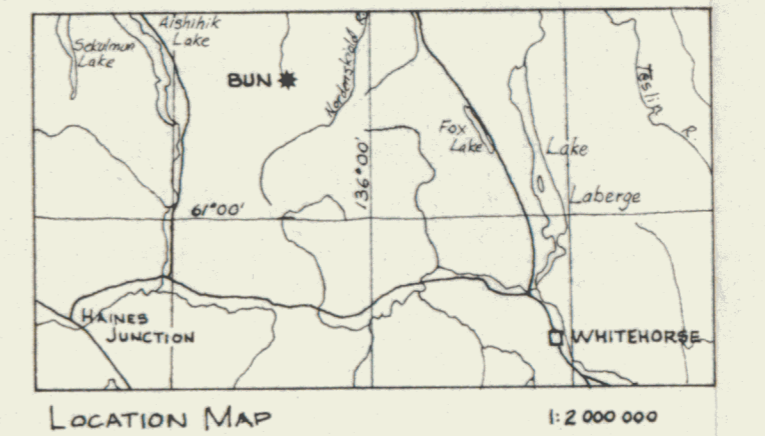 Aishihik
Lake
Sekulmun
Lake
BUN
Nordenskiold R.
Teslin R.
Fox
Lake
Lake
Laberge
136°00'
61°00'
HAINES
JUNCTION
WHITEHORSE
LOCATION MAP
1:2 000 000